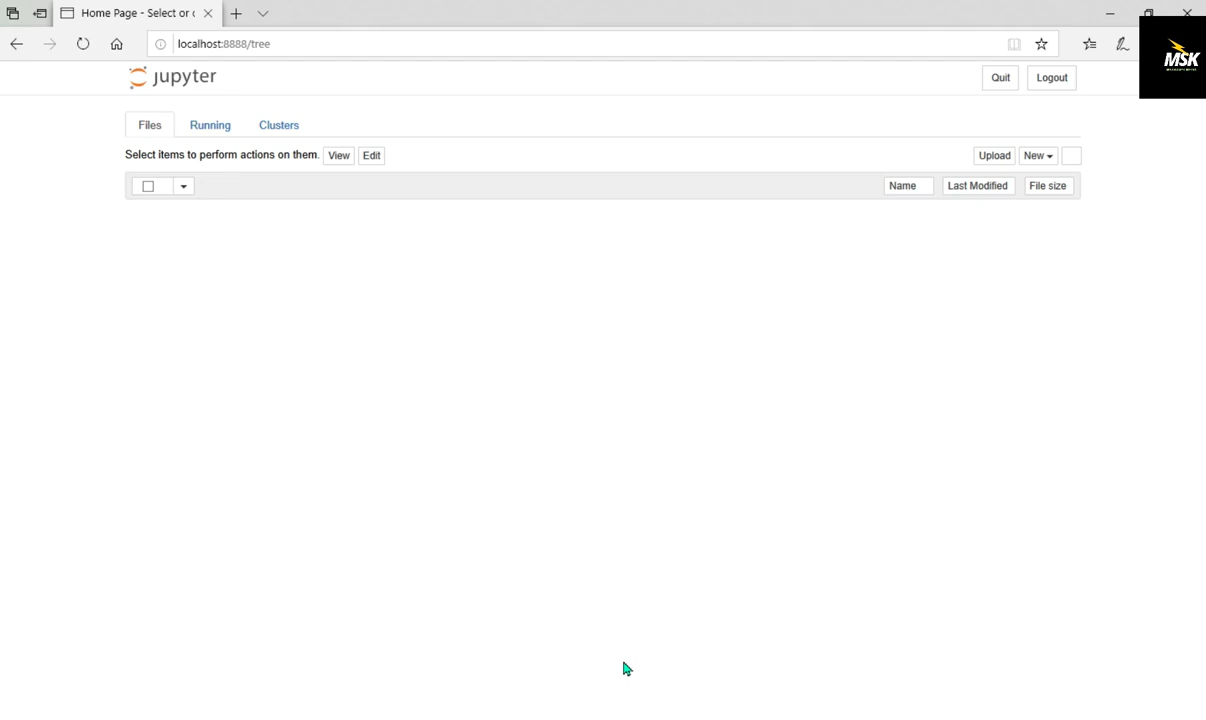 Home Page - Select or c
localhost:8888/tree
MSK
jupyter
Quit
Logout
Files
Running
Clusters
Select items to perform actions on them.
View
Edit
Upload
New
Name
Last Modified
File size